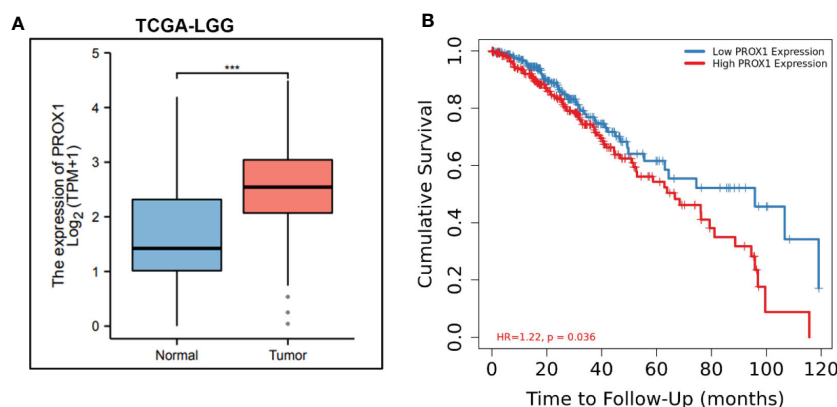 A
TCGA-LGG
The expression of PROX1
Log2 (TPM+1)
5
4
3
2
1
0
***
Normal
Tumor
B
Cumulative Survival
1.0
0.8
0.6
0.4
0.2
0.0
Low PROX1 Expression
High PROX1 Expression
HR=1.22, p = 0.036
0 20 40 60 80 100 120
Time to Follow-Up (months)